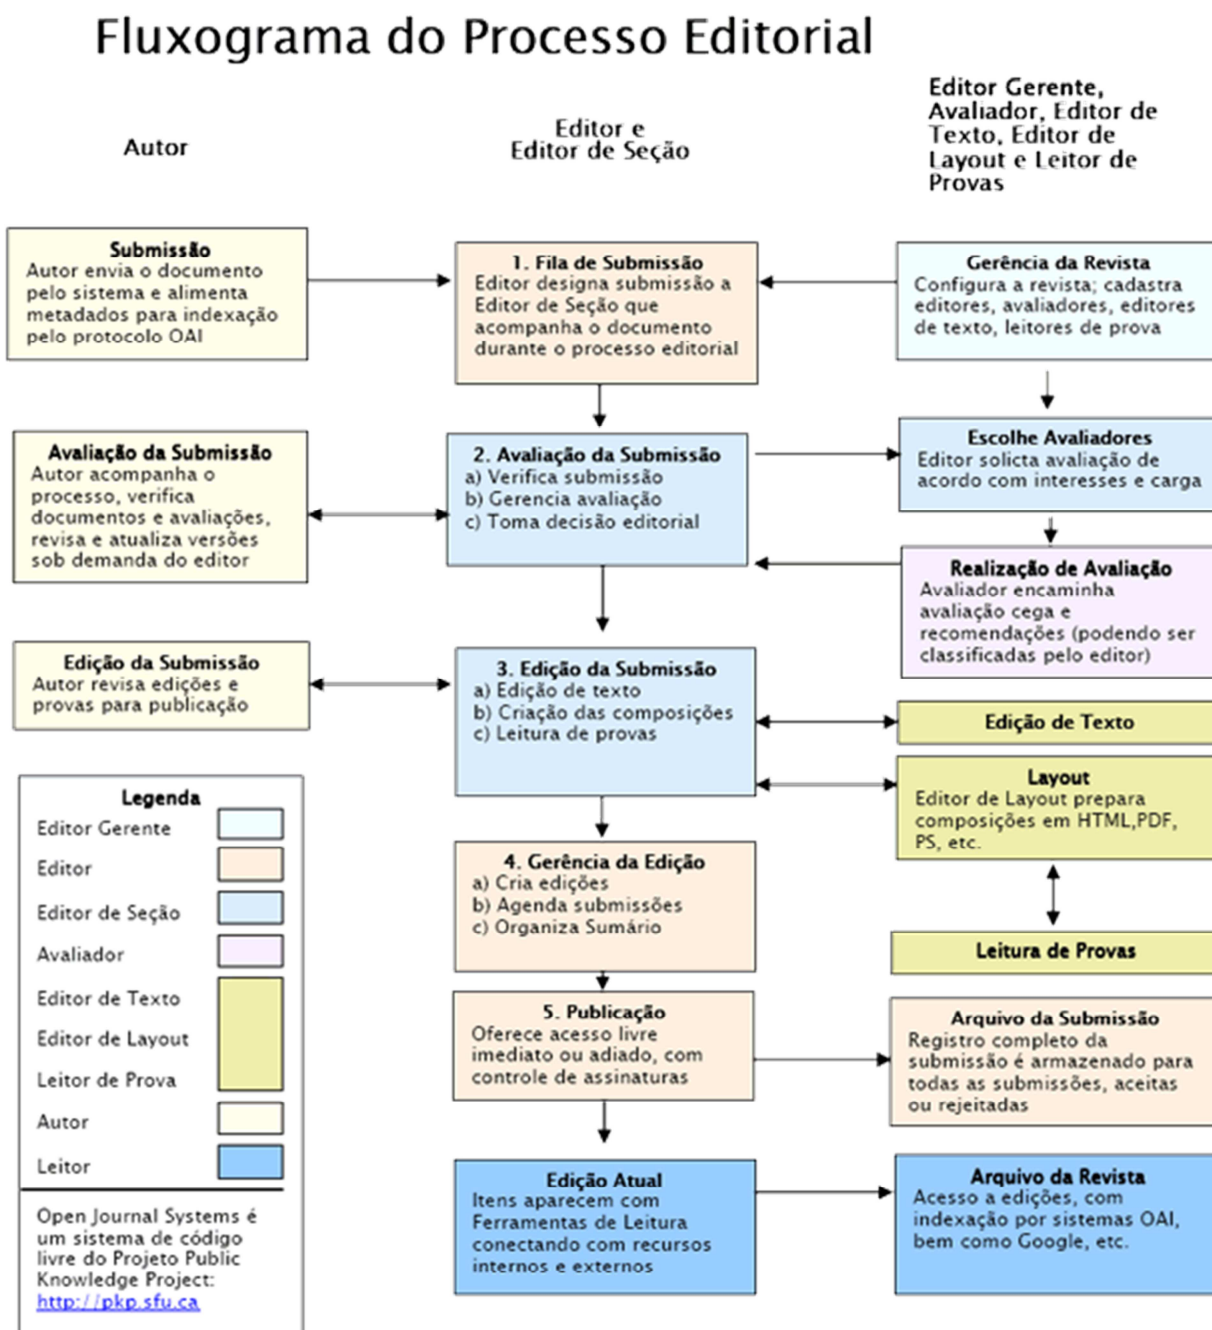 Fluxograma do Processo Editorial
Autor
Editor e
Editor de Seção
Editor Gerente,
Avaliador, Editor de
Texto, Editor de
Layout e Leitor de
Provas
Submissão
Autor envia o documento
pelo sistema e alimenta
metadados para indexação
pelo protocolo OAI
1. Fila de Submissão
Editor designa submissão a
Editor de Seção que
acompanha o documento
durante o processo editorial
Gerência da Revista
Configura a revista; cadastra
editores, avaliadores, editores
de texto, leitores de prova
Avaliação da Submissão
Autor acompanha o
processo, verifica
documentos e avaliações,
revisa e atualiza versões
sob demanda do editor
2. Avaliação da Submissão
a) Verifica submissão
b) Gerencia avaliação
c) Toma decisão editorial
Escolhe Avaliadores
Editor solicta avaliação de
acordo com interesses e carga
Realização de Avaliação
Avaliador encaminha
avaliação cega e
recomendações (podendo ser
classificadas pelo editor)
Edição da Submissão
Autor revisa edições e
provas para publicação
3. Edição da Submissão
a) Edição de texto
b) Criação das composições
c) Leitura de provas
Edição de Texto
Layout
Editor de Layout prepara
composições em HTML,PDF,
PS, etc.
4. Gerência da Edição
a) Cria edições
b) Agenda submissões
c) Organiza Sumário
Leitura de Provas
5. Publicação
Oferece acesso livre
imediato ou adiado, com
controle de assinaturas
Arquivo da Submissão
Registro completo da
submissão é armazenado para
todas as submissões, aceitas
ou rejeitadas
Edição Atual
Itens aparecem com
Ferramentas de Leitura
conectando com recursos
internos e externos
Arquivo da Revista
Acesso a edições, com
indexação por sistemas OAI,
bem como Google, etc.
Legenda
Editor Gerente
Editor
Editor de Seção
Avaliador
Editor de Texto
Editor de Layout
Leitor de Prova
Autor
Leitor
Open Journal Systems é
um sistema de código
livre do Projeto Public
Knowledge Project:
http://pkp.sfu.ca